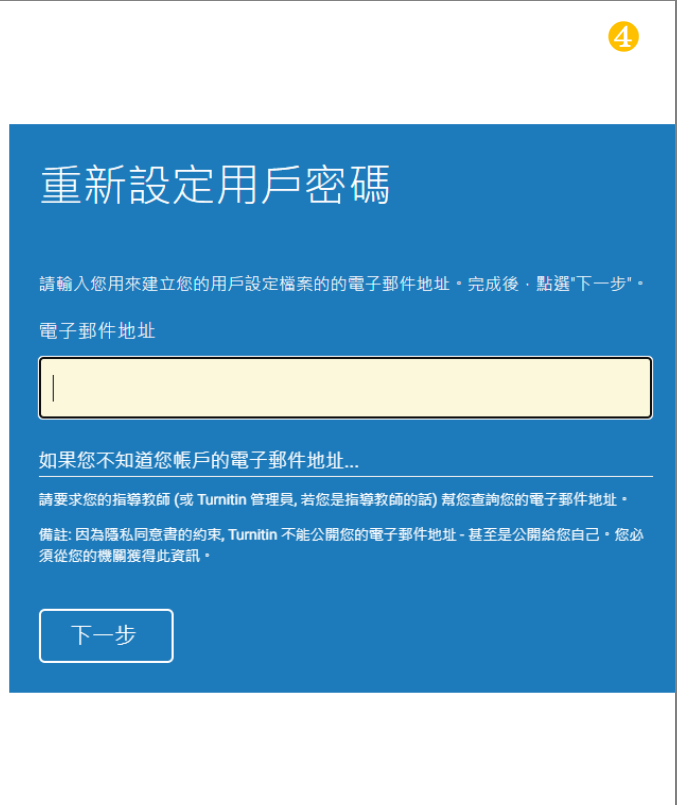 4
重新設定用戶密碼
請輸入您用來建立您的用戶設定檔案的的電子郵件地址。完成後，點選"下一步"。
電子郵件地址
如果您不知道您帳戶的電子郵件地址...
請要求您的指導教師 (或 Turnitin 管理員, 若您是指導教師的話) 幫您查詢您的電子郵件地址。
備註: 因為隱私同意書的約束, Turnitin 不能公開您的電子郵件地址 - 甚至是公開給您自己。您必
須從您的機關獲得此資訊。
下一步